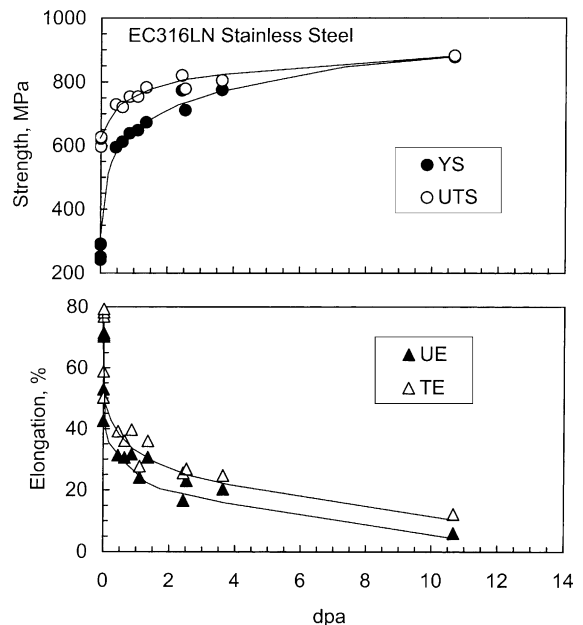 EC316LN Stainless Steel
1000
800
600
400
200
Strength, MPa
YS
UTS
80
60
40
20
0
Elongation, %
UE
TE
0 2 4 6 8 10 12 14
dpa